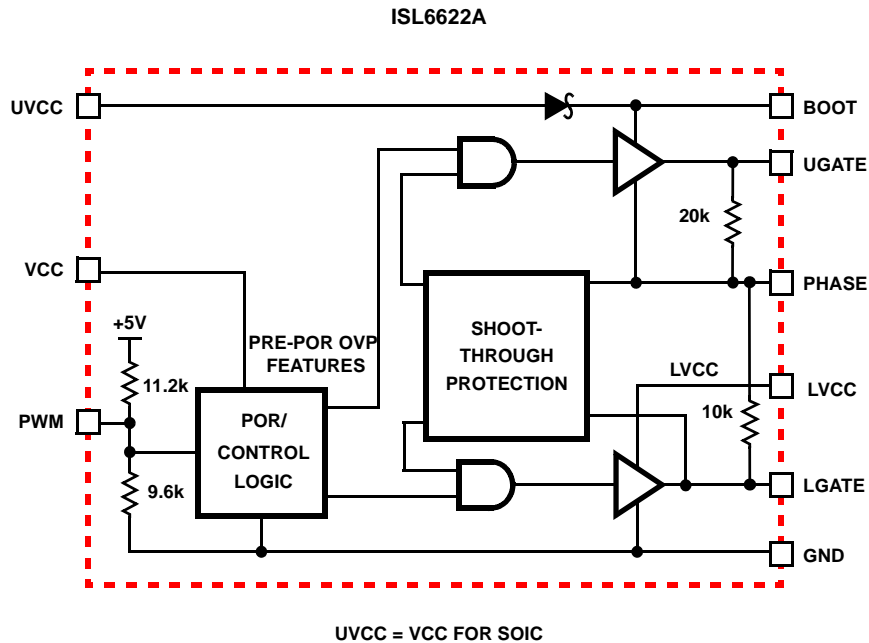 ISL6622A
UVCC
BOOT
UGATE
20k
VCC
PHASE
+5V
PRE-POR OVP
FEATURES
SHOOT-
THROUGH
PROTECTION
11.2k
LVCC
LVCC
PWM
POR/
CONTROL
LOGIC
10k
9.6k
LGATE
GND
UVCC = VCC FOR SOIC